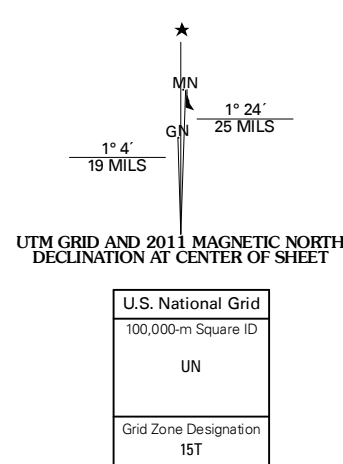 ★
MN
1° 24´
25 MILS
GN
1° 4´
19 MILS
UTM GRID AND 2011 MAGNETIC NORTH
DECLINATION AT CENTER OF SHEET
U.S. National Grid
100,000-m Square ID
UN
Grid Zone Designation
15T